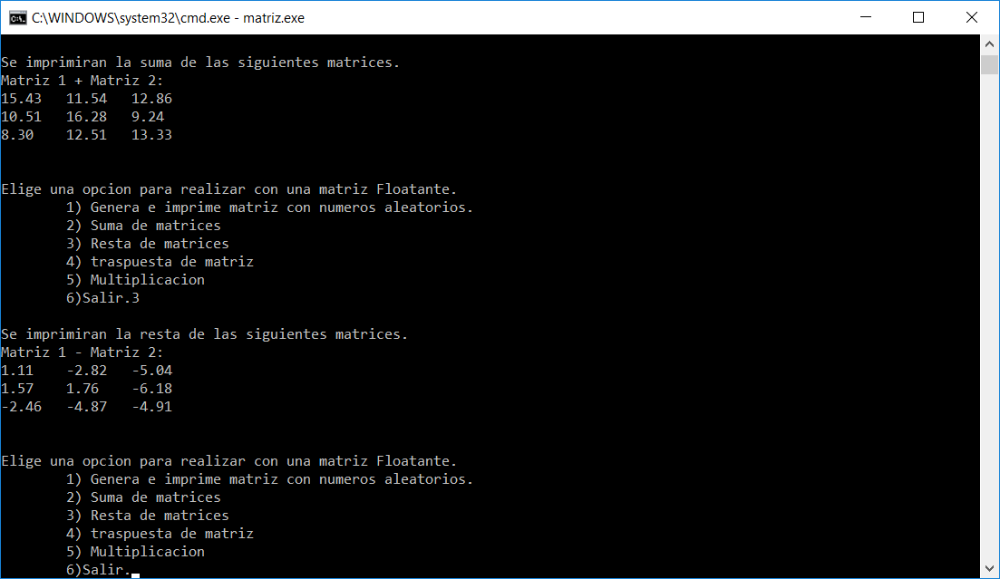 C:\WINDOWS\system32\cmd.exe - matriz.exe
Se imprimiran la suma de las siguientes matrices.
Matriz 1 + Matriz 2:
15.43   11.54   12.86
10.51   16.28   9.24
8.30    12.51   13.33
Elige una opcion para realizar con una matriz Floatante.
        1) Genera e imprime matriz con numeros aleatorios.
        2) Suma de matrices
        3) Resta de matrices
        4) traspuesta de matriz
        5) Multiplicacion
        6)Salir.3
Se imprimiran la resta de las siguientes matrices.
Matriz 1 - Matriz 2:
1.11    -2.82   -5.04
1.57    1.76    -6.18
-2.46   -4.87   -4.91
Elige una opcion para realizar con una matriz Floatante.
        1) Genera e imprime matriz con numeros aleatorios.
        2) Suma de matrices
        3) Resta de matrices
        4) traspuesta de matriz
        5) Multiplicacion
        6)Salir.